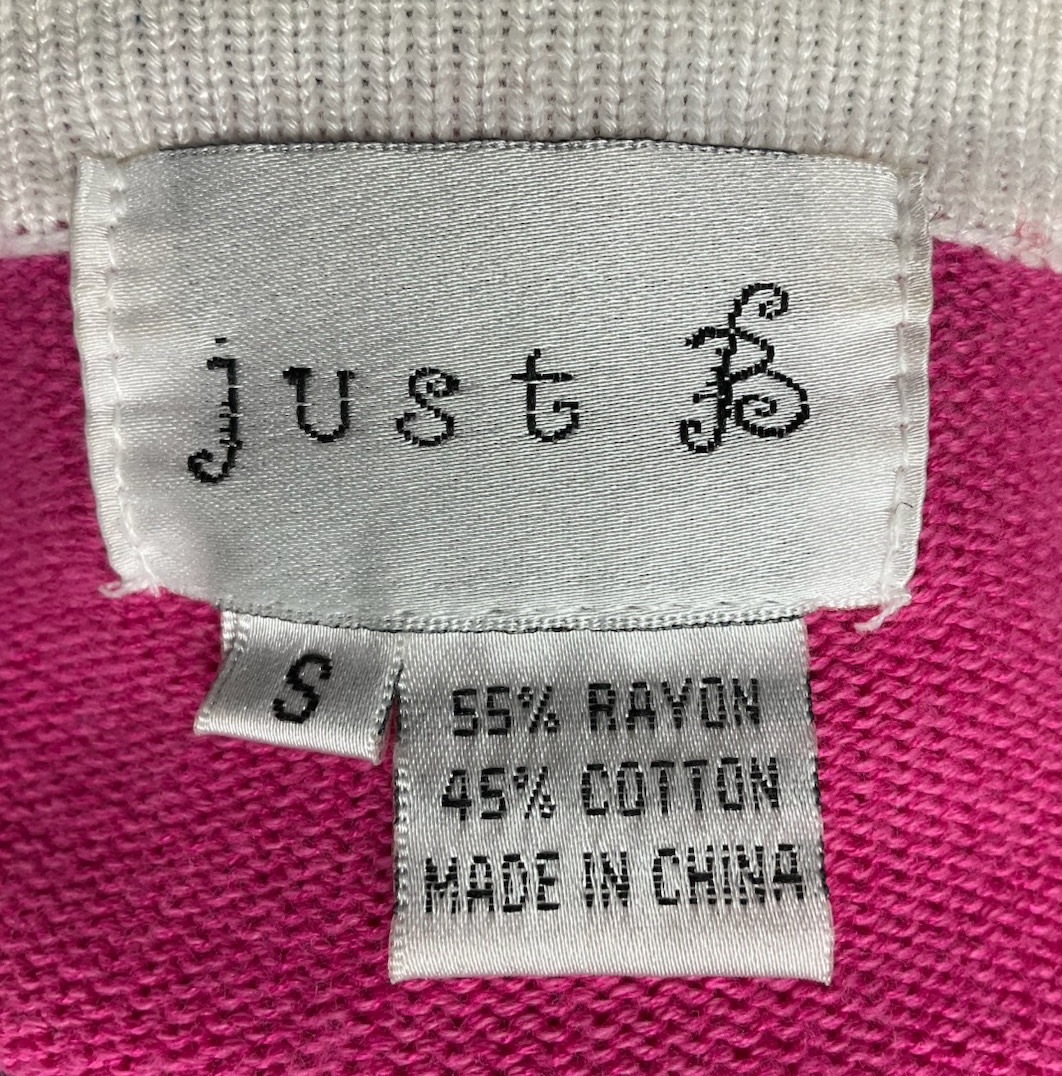 just B
S
55% RAYON
45% COTTON
MADE IN CHINA